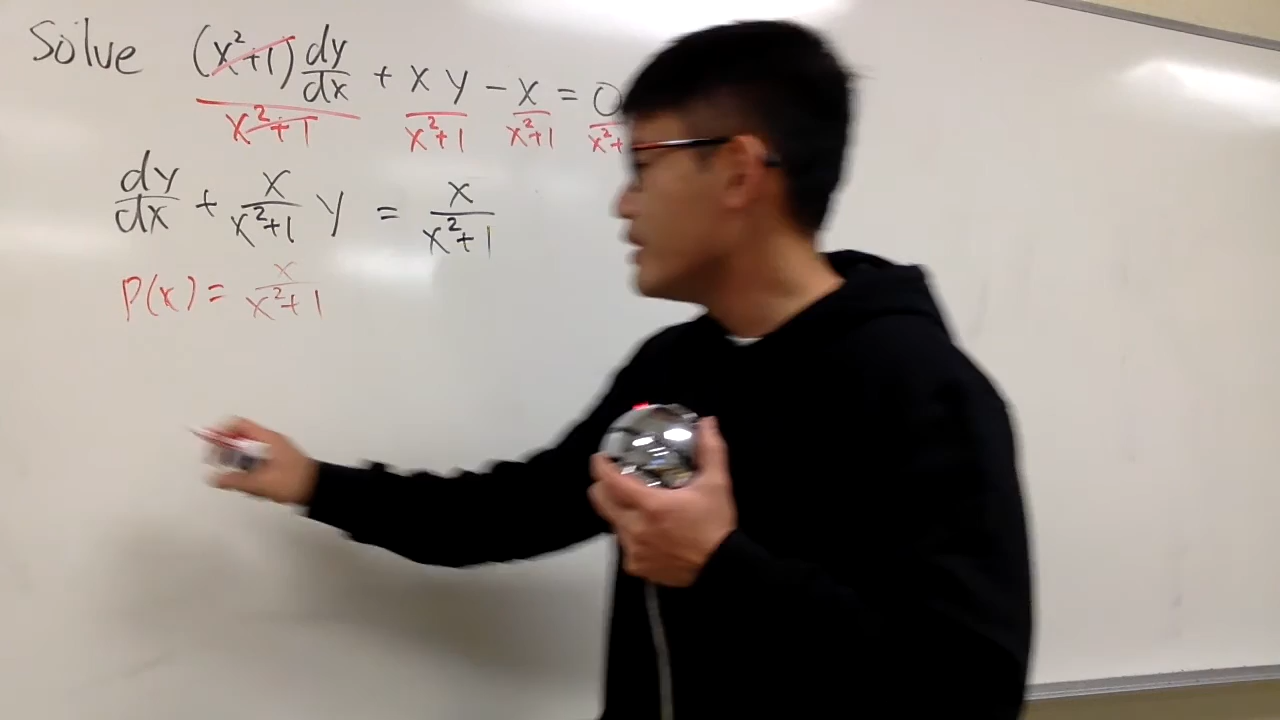 Solve (x²+1) dy/dx + x y − x = 0
x²+1 x²+1 x²+1 x²+
dy/dx + x/(x²+1) y = x/(x²+1)
P(x) = x/(x²+1)